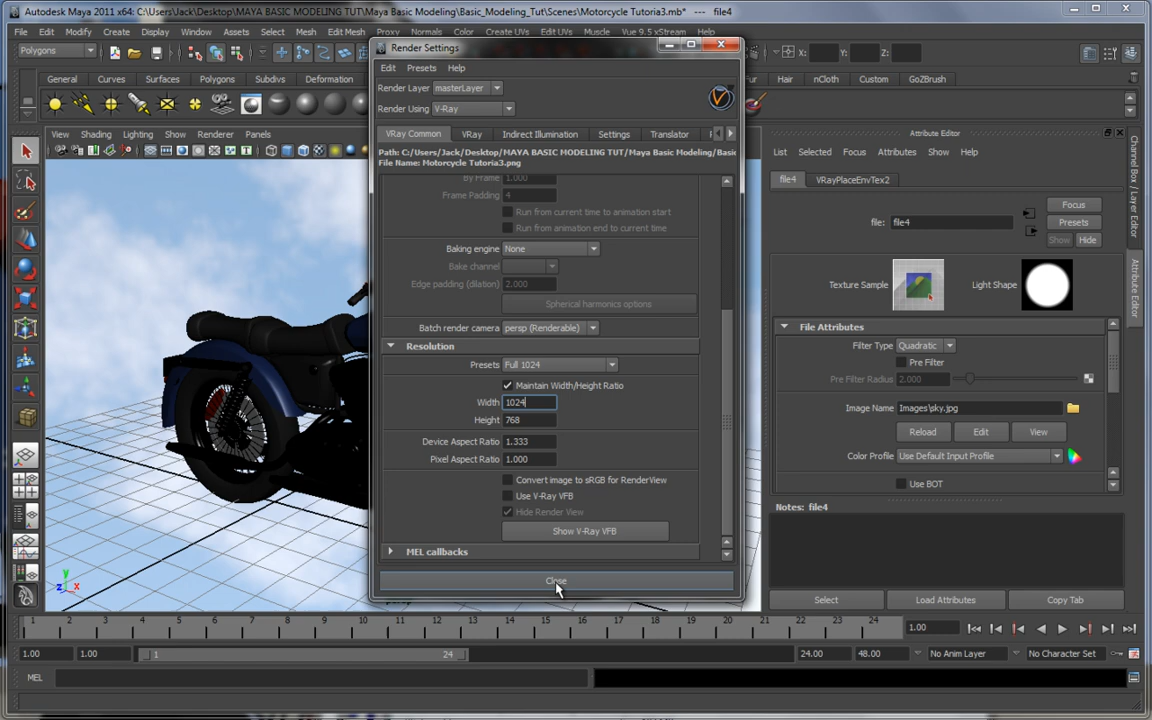 Autodesk Maya 2011 x64: C:\Users\Jack\Desktop\MAYA BASIC MODELING TUT\Maya Basic Modeling\Basic_Modeling_Tut\Scenes\Motorcycle Tutoria3.mb* --- file4
File Edit Modify Create Display Window Assets Select Mesh Edit Mesh Proxy Normals Color Create UVs Edit UVs Muscle Vue 9.5 xStream Help
Polygons
X: Y: Z:
General Curves Surfaces Polygons Subdivs Deformation
Fur Hair nCloth Custom GoZBrush
View Shading Lighting Show Renderer Panels
Render Settings
Edit Presets Help
Render Layer masterLayer
Render Using V-Ray
VRay Common VRay Indirect Illumination Settings Translator
Path: C:/Users/Jack/Desktop/MAYA BASIC MODELING TUT/Maya Basic Modeling/Basic
File Name: Motorcycle Tutoria3.png
By Frame 1.000
Frame Padding 4
Run from current time to animation start
Run from animation end to current time
Baking engine None
Bake channel
Edge padding (dilation) 2.000
Spherical harmonics options
Batch render camera persp (Renderable)
Resolution
Presets Full 1024
Maintain Width/Height Ratio
Width 1024
Height 768
Device Aspect Ratio 1.333
Pixel Aspect Ratio 1.000
Convert image to sRGB for RenderView
Use V-Ray VFB
Hide Render View
Show V-Ray VFB
MEL callbacks
Close
Attribute Editor
List Selected Focus Attributes Show Help
file4 VRayPlaceEnvTex2
Focus
file: file4
Presets
Show Hide
Texture Sample Light Shape
File Attributes
Filter Type Quadratic
Pre Filter
Pre Filter Radius 2.000
Image Name Images\sky.jpg
Reload Edit View
Color Profile Use Default Input Profile
Use BOT
Notes: file4
Select Load Attributes Copy Tab
Channel Box / Layer Editor
Attribute Editor
y
z x
1 2 3 4 5 6 7 8 9 10 11 12 13 14 15 16 17 18 19 20 21 22 23 24
1.00
1.00 1.00 1 24 24.00 48.00 No Anim Layer No Character Set
MEL